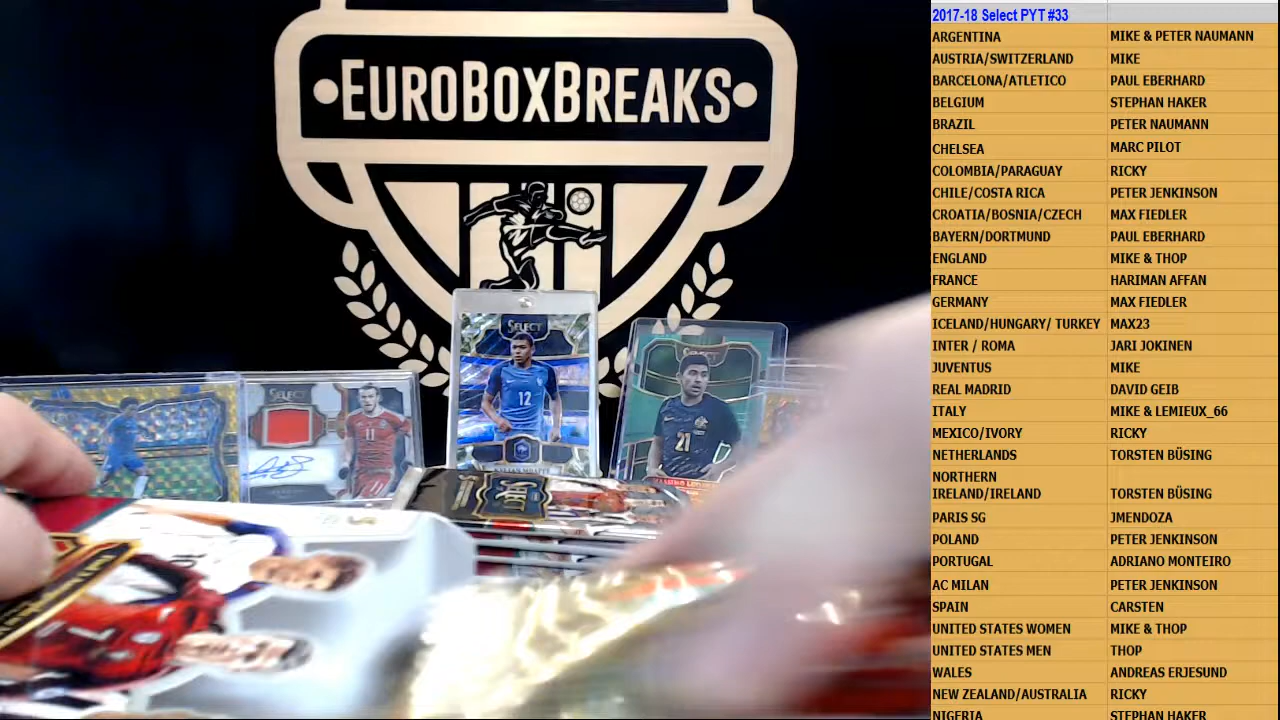 EUROBOXBREAKS
SELECT
12
KYLIAN MBAPPE
SELECT
11
SELECT
21
2017-18 Select PYT #33
ARGENTINA MIKE & PETER NAUMANN
AUSTRIA/SWITZERLAND MIKE
BARCELONA/ATLETICO PAUL EBERHARD
BELGIUM STEPHAN HAKER
BRAZIL PETER NAUMANN
CHELSEA MARC PILOT
COLOMBIA/PARAGUAY RICKY
CHILE/COSTA RICA PETER JENKINSON
CROATIA/BOSNIA/CZECH MAX FIEDLER
BAYERN/DORTMUND PAUL EBERHARD
ENGLAND MIKE & THOP
FRANCE HARIMAN AFFAN
GERMANY MAX FIEDLER
ICELAND/HUNGARY/ TURKEY MAX23
INTER / ROMA JARI JOKINEN
JUVENTUS MIKE
REAL MADRID DAVID GEIB
ITALY MIKE & LEMIEUX_66
MEXICO/IVORY RICKY
NETHERLANDS TORSTEN BÜSING
NORTHERN
IRELAND/IRELAND TORSTEN BÜSING
PARIS SG JMENDOZA
POLAND PETER JENKINSON
PORTUGAL ADRIANO MONTEIRO
AC MILAN PETER JENKINSON
SPAIN CARSTEN
UNITED STATES WOMEN MIKE & THOP
UNITED STATES MEN THOP
WALES ANDREAS ERJESUND
NEW ZEALAND/AUSTRALIA RICKY
NIGERIA STEPHAN HAKER